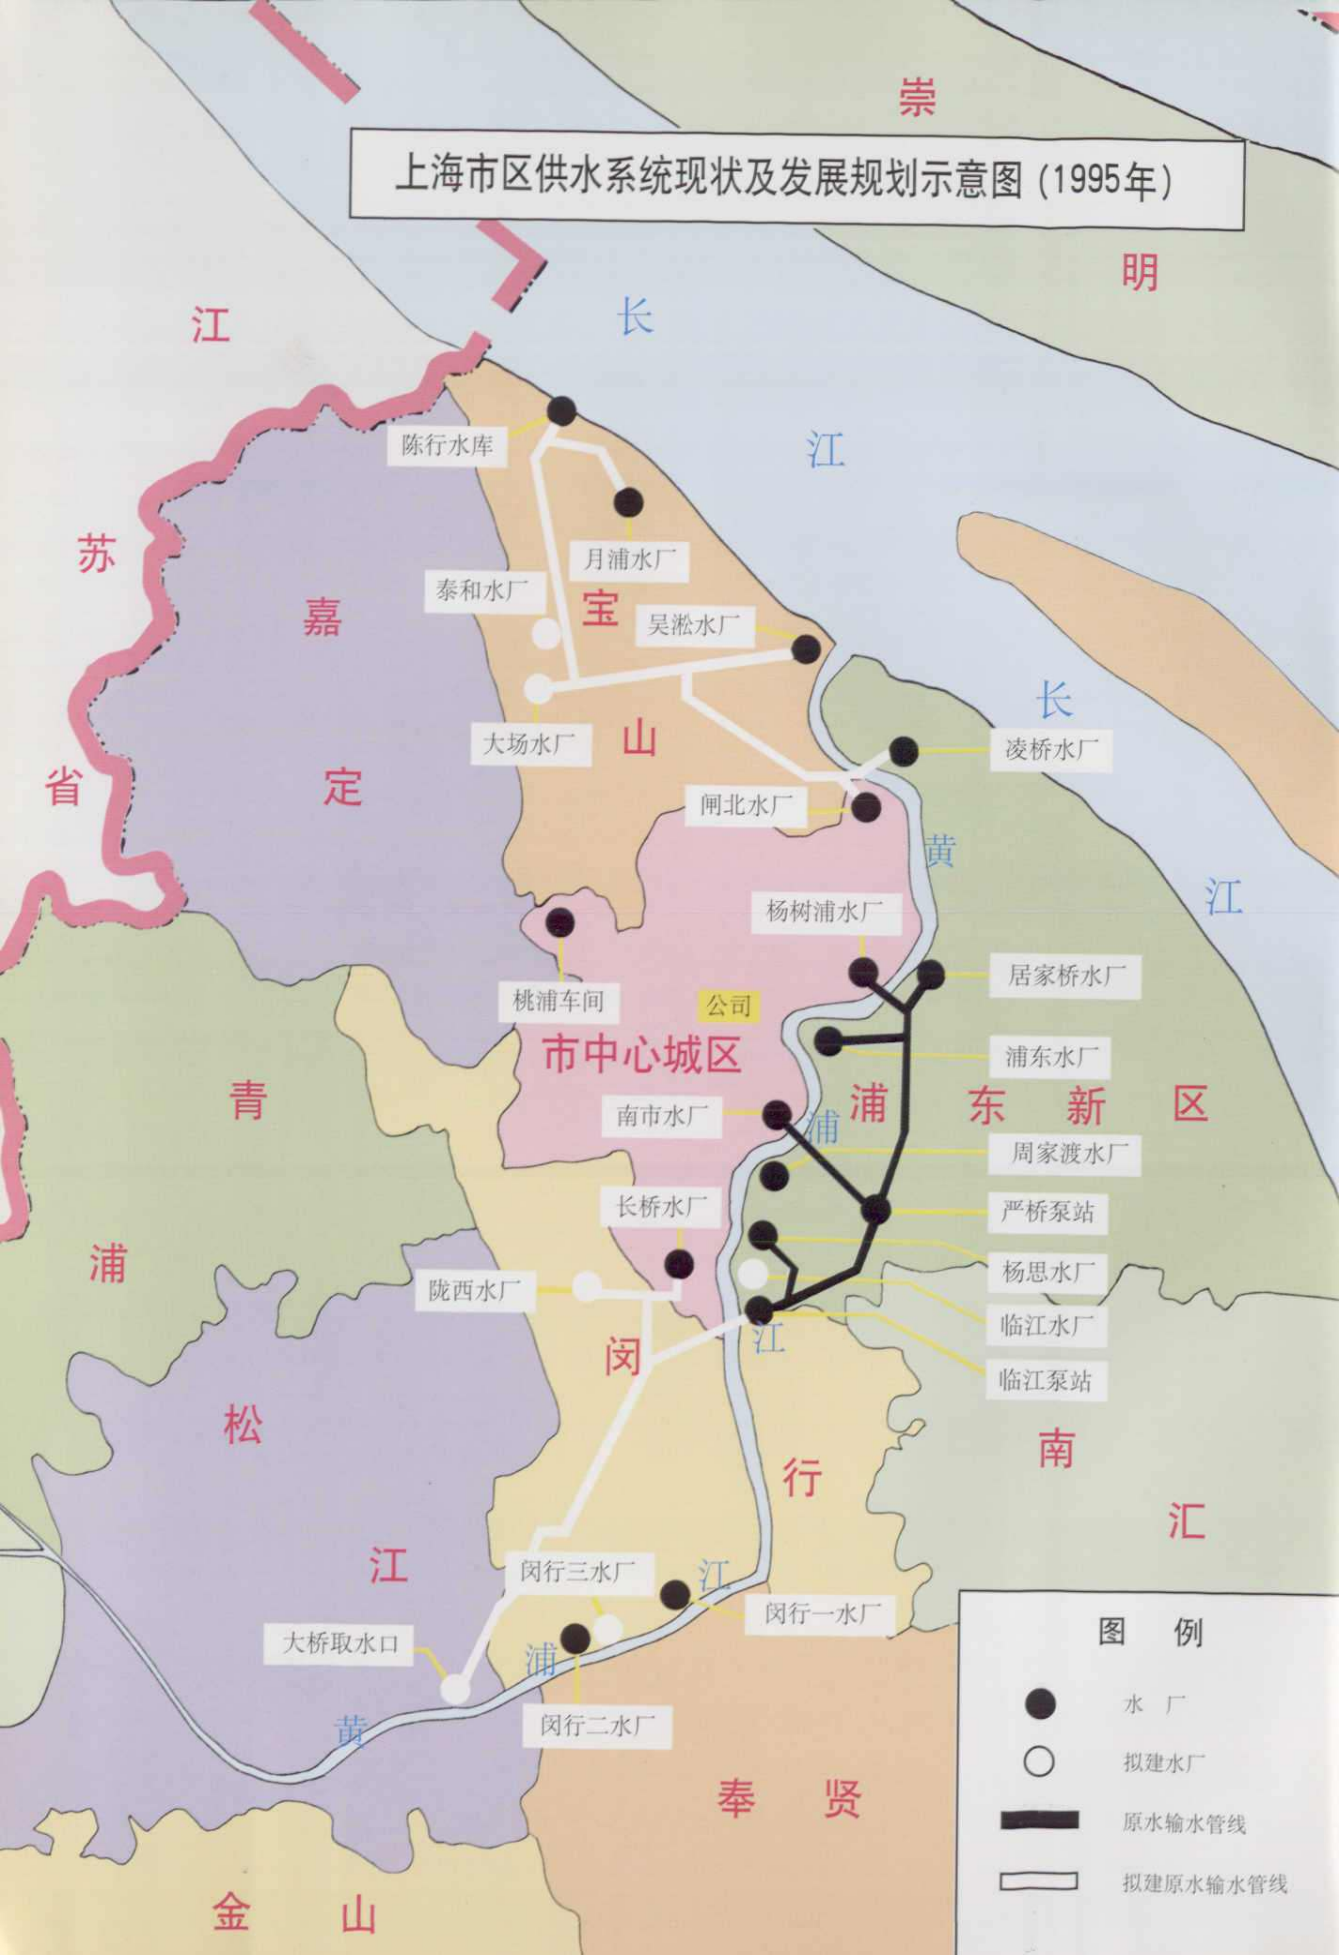 上海市区供水系统现状及发展规划示意图（1995年）
崇
明
江
苏
省
长
江
长
江
陈行水库
月浦水厂
泰和水厂
宝
吴淞水厂
嘉
定
大场水厂
山
凌桥水厂
闸北水厂
黄
杨树浦水厂
居家桥水厂
桃浦车间
公司
市中心城区
浦东水厂
青
浦
南市水厂
浦
浦 东 新 区
周家渡水厂
长桥水厂
严桥泵站
陇西水厂
杨思水厂
临江水厂
江
临江泵站
闵
行
松
江
南
汇
闵行三水厂
江
闵行一水厂
大桥取水口
浦
闵行二水厂
黄
奉 贤
金 山
图 例
水 厂
拟建水厂
原水输水管线
拟建原水输水管线